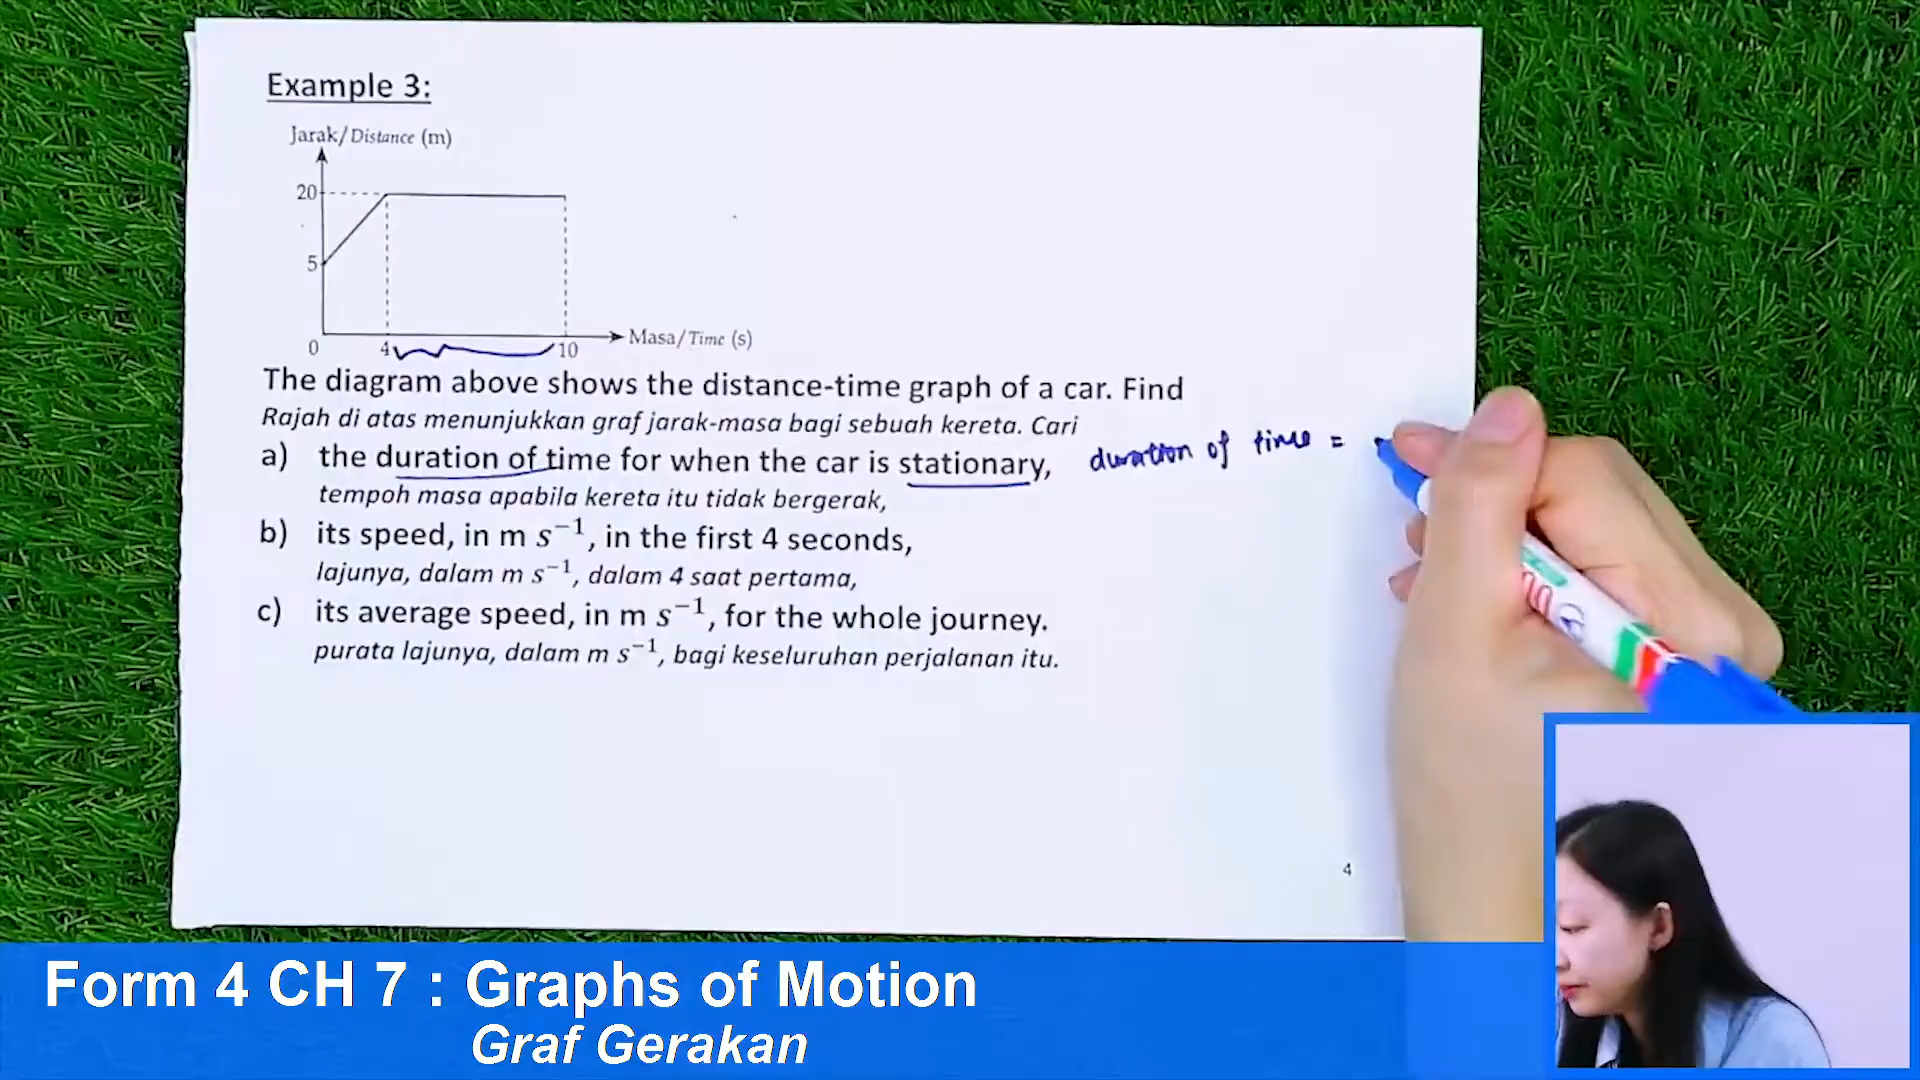 Example 3:
Jarak/Distance (m)
20
5
0 4 10 Masa/Time (s)
The diagram above shows the distance-time graph of a car. Find
Rajah di atas menunjukkan graf jarak-masa bagi sebuah kereta. Cari
a) the duration of time for when the car is stationary, duration of time =
tempoh masa apabila kereta itu tidak bergerak,
b) its speed, in m s⁻¹, in the first 4 seconds,
lajunya, dalam m s⁻¹, dalam 4 saat pertama,
c) its average speed, in m s⁻¹, for the whole journey.
purata lajunya, dalam m s⁻¹, bagi keseluruhan perjalanan itu.
4
Form 4 CH 7 : Graphs of Motion
Graf Gerakan